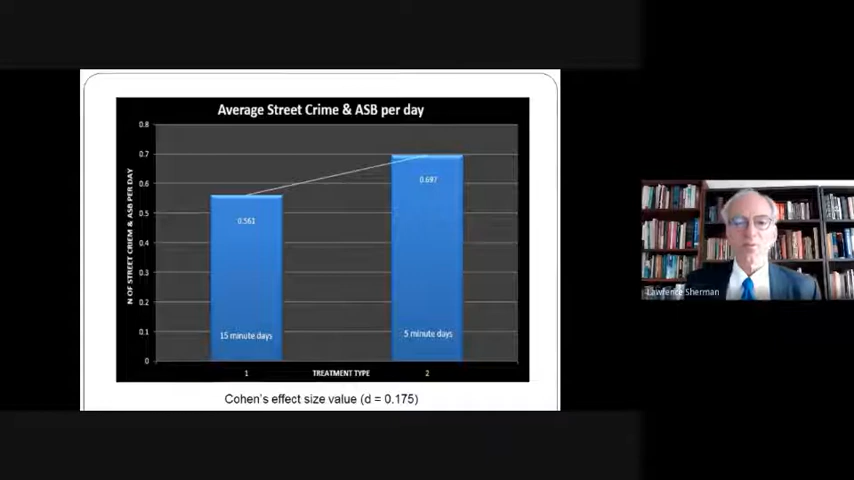 Average Street Crime & ASB per day
0.8
0.7
0.6
0.5
0.4
0.3
0.2
0.1
0
N OF STREET CRIEM & ASB PER DAY
0.561
15 minute days
0.697
5 minute days
1
TREATMENT TYPE
2
Cohen's effect size value (d = 0.175)
Lawrence Sherman